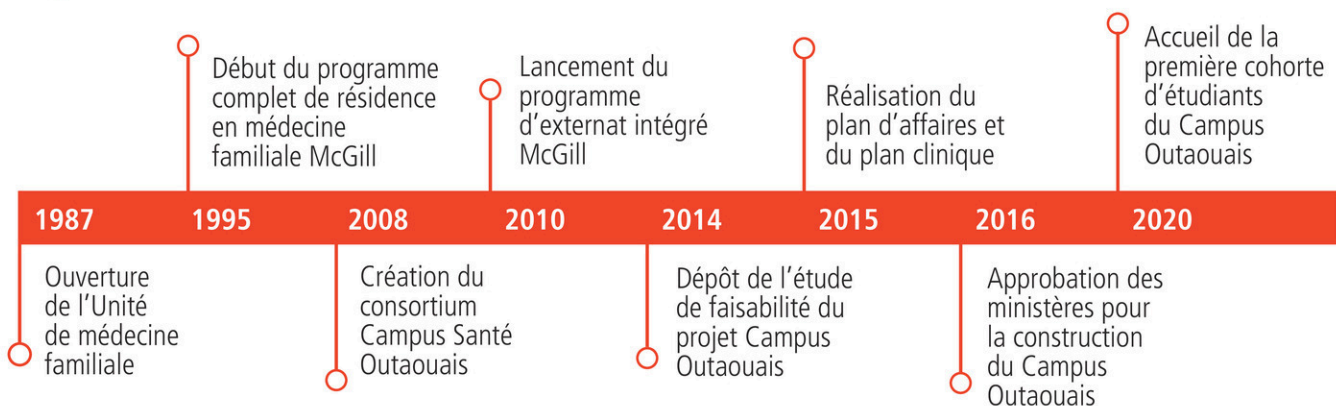 Début du programme
complet de résidence
en médecine
familiale McGill
Lancement du
programme
d’externat intégré
McGill
Réalisation du
plan d’affaires et
du plan clinique
Accueil de la
première cohorte
d’étudiants
du Campus
Outaouais
1987 1995 2008 2010 2014 2015 2016 2020
Ouverture
de l’Unité
de médecine
familiale
Création du
consortium
Campus Santé
Outaouais
Dépôt de l’étude
de faisabilité du
projet Campus
Outaouais
Approbation des
ministères pour
la construction
du Campus
Outaouais